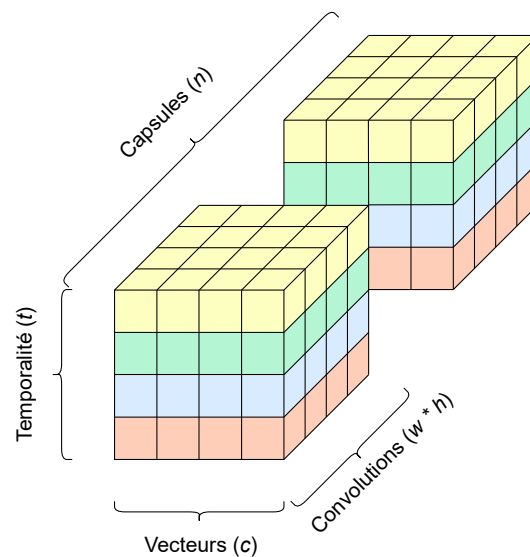 Capsules (n)
Temporalité (t)
Convolutions (w * h)
Vecteurs (c)